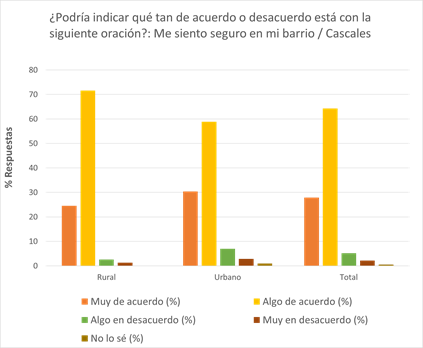 ¿Podría indicar qué tan de acuerdo o desacuerdo está con la
siguiente oración?: Me siento seguro en mi barrio / Cascales
80
70
60
50
40
30
20
10
0
% Respuestas
Rural
Urbano
Total
Muy de acuerdo (%)
Algo de acuerdo (%)
Algo en desacuerdo (%)
Muy en desacuerdo (%)
No lo sé (%)